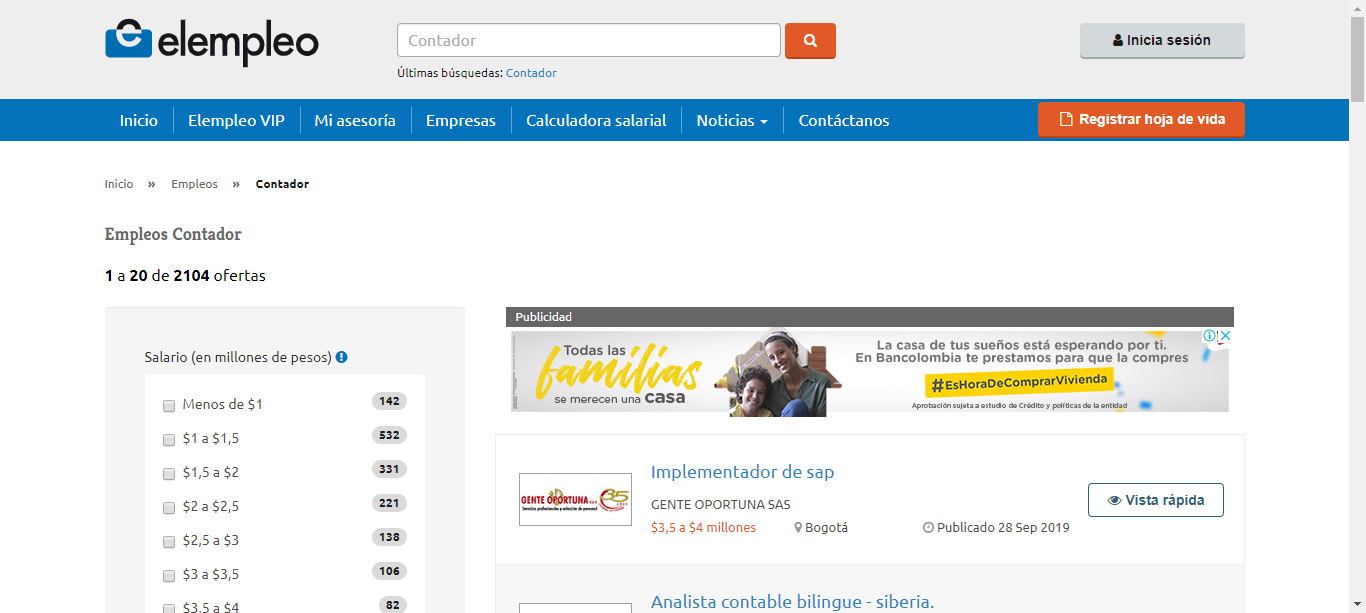 elempleo
Contador
Inicia sesión
Últimas búsquedas: Contador
Inicio Elempleo VIP Mi asesoría Empresas Calculadora salarial Noticias Contáctanos Registrar hoja de vida
Inicio » Empleos » Contador
Empleos Contador
1 a 20 de 2104 ofertas
Salario (en millones de pesos)
Menos de $1 142
$1 a $1,5 532
$1,5 a $2 331
$2 a $2,5 221
$2,5 a $3 138
$3 a $3,5 106
$3,5 a $4 82
Publicidad
Todas las
familias
se merecen una casa
La casa de tus sueños está esperando por ti.
En Bancolombia te prestamos para que la compres
#EsHoraDeComprarVivienda
Aprobación sujeta a estudio de Crédito y políticas de la entidad
GENTE OPORTUNA S.A.S 35 AÑOS
Servicios profesionales y selección de personal
Implementador de sap
GENTE OPORTUNA SAS
$3,5 a $4 millones Bogotá Publicado 28 Sep 2019
Vista rápida
Analista contable bilingue - siberia.